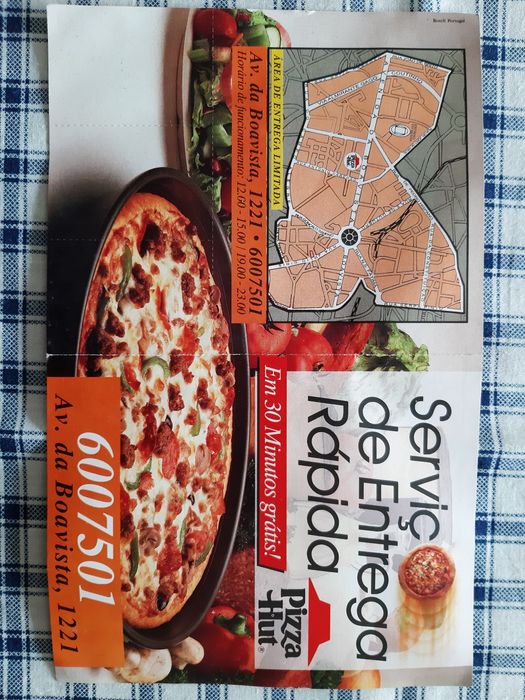 Serviço
de Entrega
Rápida
Em 30 Minutos grátis!
Pizza
Hut®
6007501
Av. da Boavista, 1221
ÁREA DE ENTREGA LIMITADA
Av. da Boavista, 1221 • 6007501
Horário de funcionamento: 12.00 - 15.00 / 19.00 - 23.00